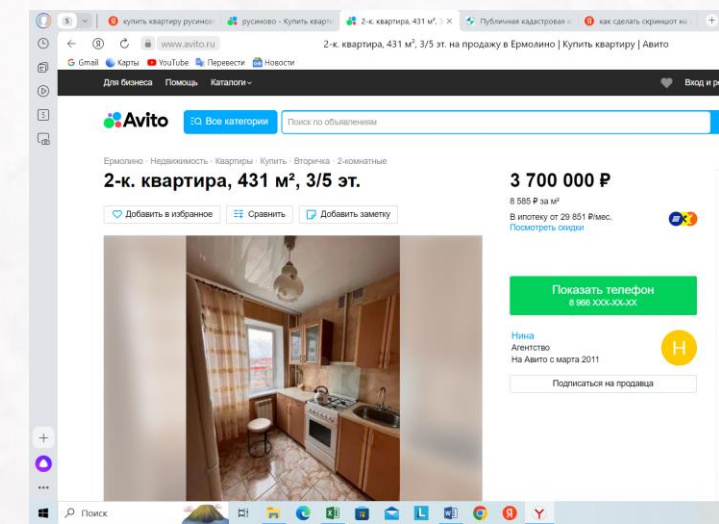 купить квартиру русинов
русиново - Купить кварти
2-к. квартира, 431 м², 3
Публичная кадастровая к
как сделать скриншот на
www.avito.ru
2-к. квартира, 431 м², 3/5 эт. на продажу в Ермолино | Купить квартиру | Авито
Gmail Карты YouTube Перевести Новости
Для бизнеса Помощь Каталоги
Вход и ре
Avito
Все категории
Поиск по объявлениям
Ермолино · Недвижимость · Квартиры · Купить · Вторичка · 2-комнатные
2-к. квартира, 431 м², 3/5 эт.
3 700 000 ₽
Добавить в избранное
Сравнить
Добавить заметку
8 585 ₽ за м²
В ипотеку от 29 851 ₽/мес.
Посмотреть скидки
Показать телефон
8 966 XXX-XX-XX
Нина
Агентство
На Авито с марта 2011
Н
Подписаться на продавца
Поиск